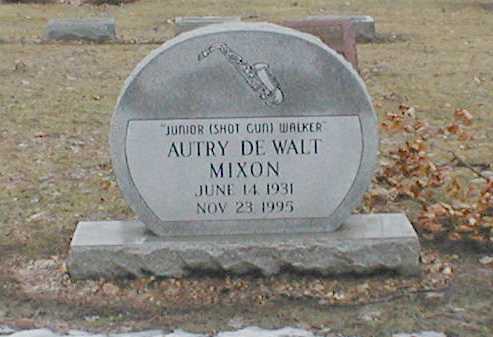 "JUNIOR (SHOT GUN) WALKER"
AUTRY DE WALT
MIXON
JUNE 14 1931
NOV 23 1995